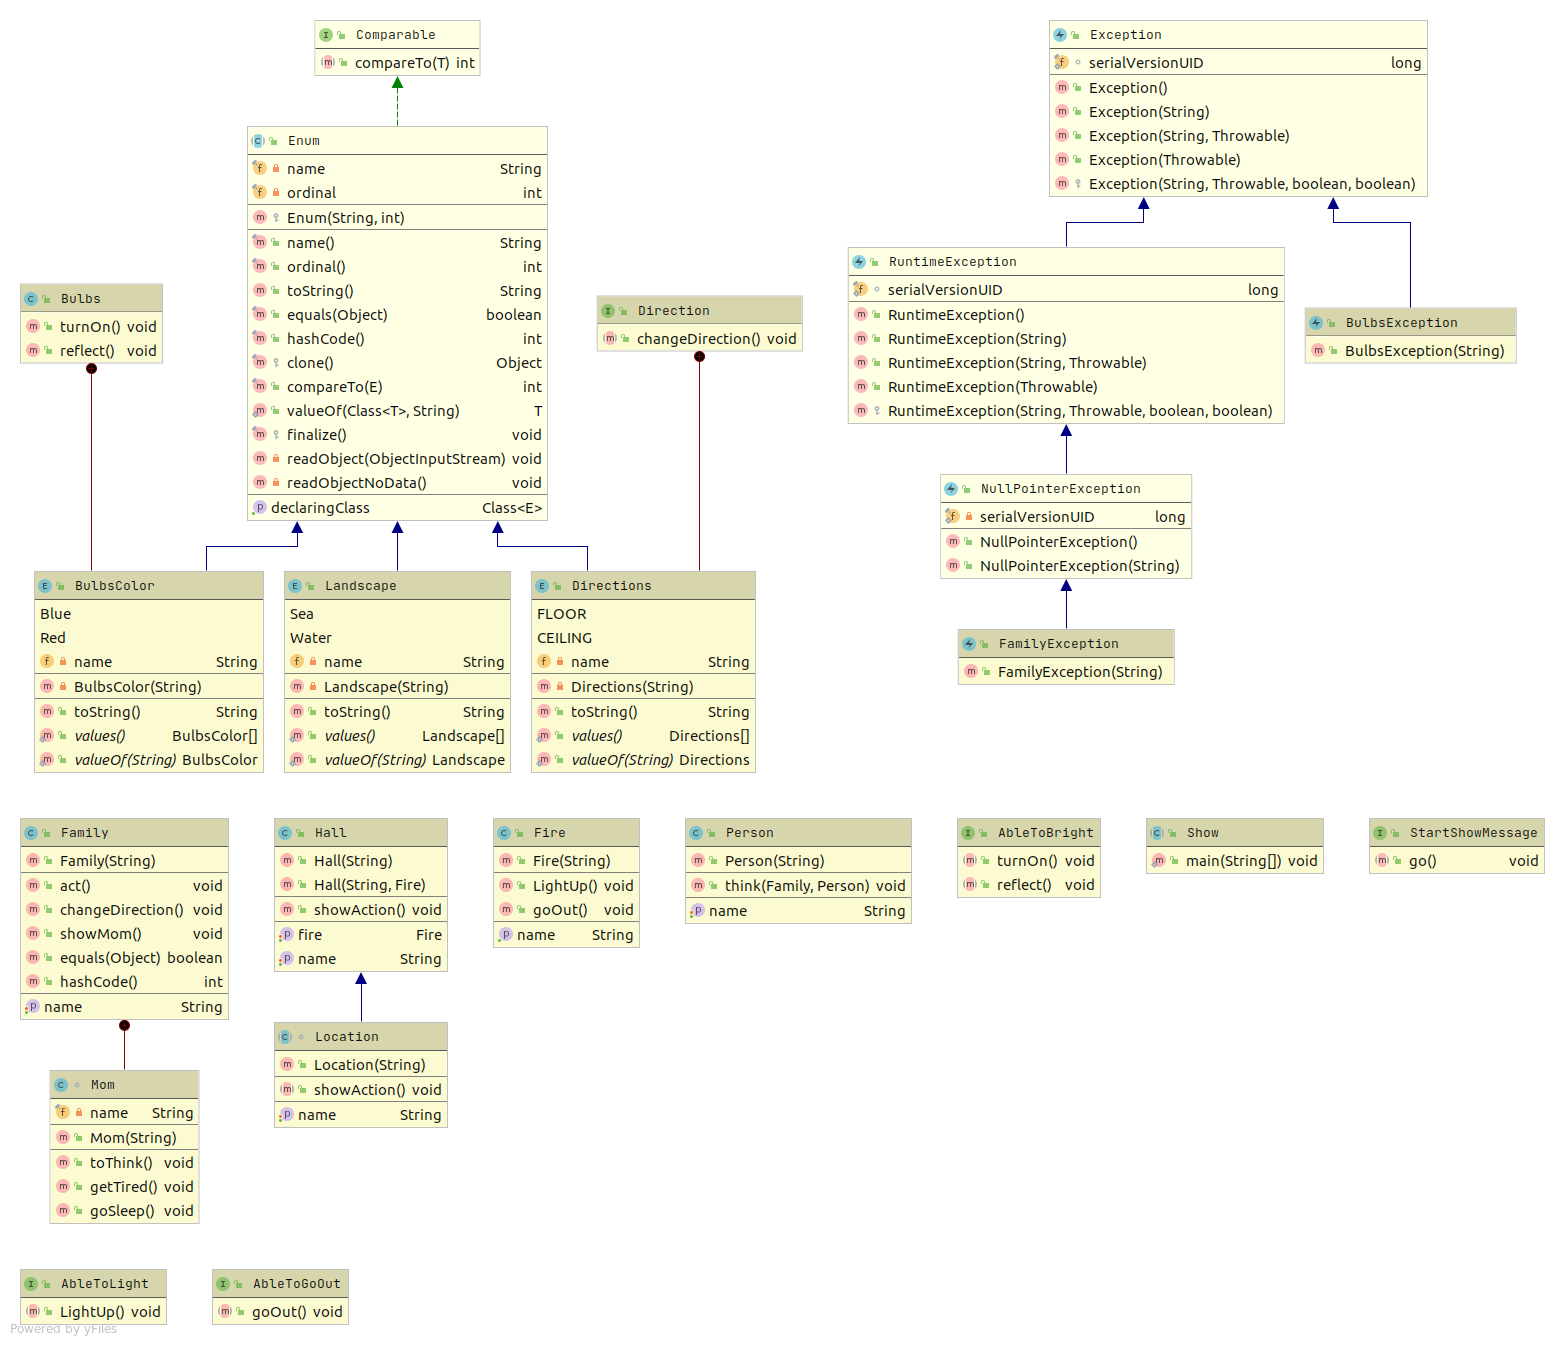 Comparable
compareTo(T) int
Enum
name String
ordinal int
Enum(String, int)
name() String
ordinal() int
toString() String
equals(Object) boolean
hashCode() int
clone() Object
compareTo(E) int
valueOf(Class<T>, String) T
finalize() void
readObject(ObjectInputStream) void
readObjectNoData() void
declaringClass Class<E>
Bulbs
turnOn() void
reflect() void
Direction
changeDirection() void
Exception
serialVersionUID long
Exception()
Exception(String)
Exception(String, Throwable)
Exception(Throwable)
Exception(String, Throwable, boolean, boolean)
RuntimeException
serialVersionUID long
RuntimeException()
RuntimeException(String)
RuntimeException(String, Throwable)
RuntimeException(Throwable)
RuntimeException(String, Throwable, boolean, boolean)
BulbsException
BulbsException(String)
NullPointerException
serialVersionUID long
NullPointerException()
NullPointerException(String)
FamilyException
FamilyException(String)
BulbsColor
Blue
Red
name String
BulbsColor(String)
toString() String
values() BulbsColor[]
valueOf(String) BulbsColor
Landscape
Sea
Water
name String
Landscape(String)
toString() String
values() Landscape[]
valueOf(String) Landscape
Directions
FLOOR
CEILING
name String
Directions(String)
toString() String
values() Directions[]
valueOf(String) Directions
Family
Family(String)
act() void
changeDirection() void
showMom() void
equals(Object) boolean
hashCode() int
name String
Hall
Hall(String)
Hall(String, Fire)
showAction() void
fire Fire
name String
Fire
Fire(String)
LightUp() void
goOut() void
name String
Person
Person(String)
think(Family, Person) void
name String
AbleToBright
turnOn() void
reflect() void
Show
main(String[]) void
StartShowMessage
go() void
Location
Location(String)
showAction() void
name String
Mom
name String
Mom(String)
toThink() void
getTired() void
goSleep() void
AbleToLight
LightUp() void
AbleToGoOut
goOut() void
Powered by yFiles